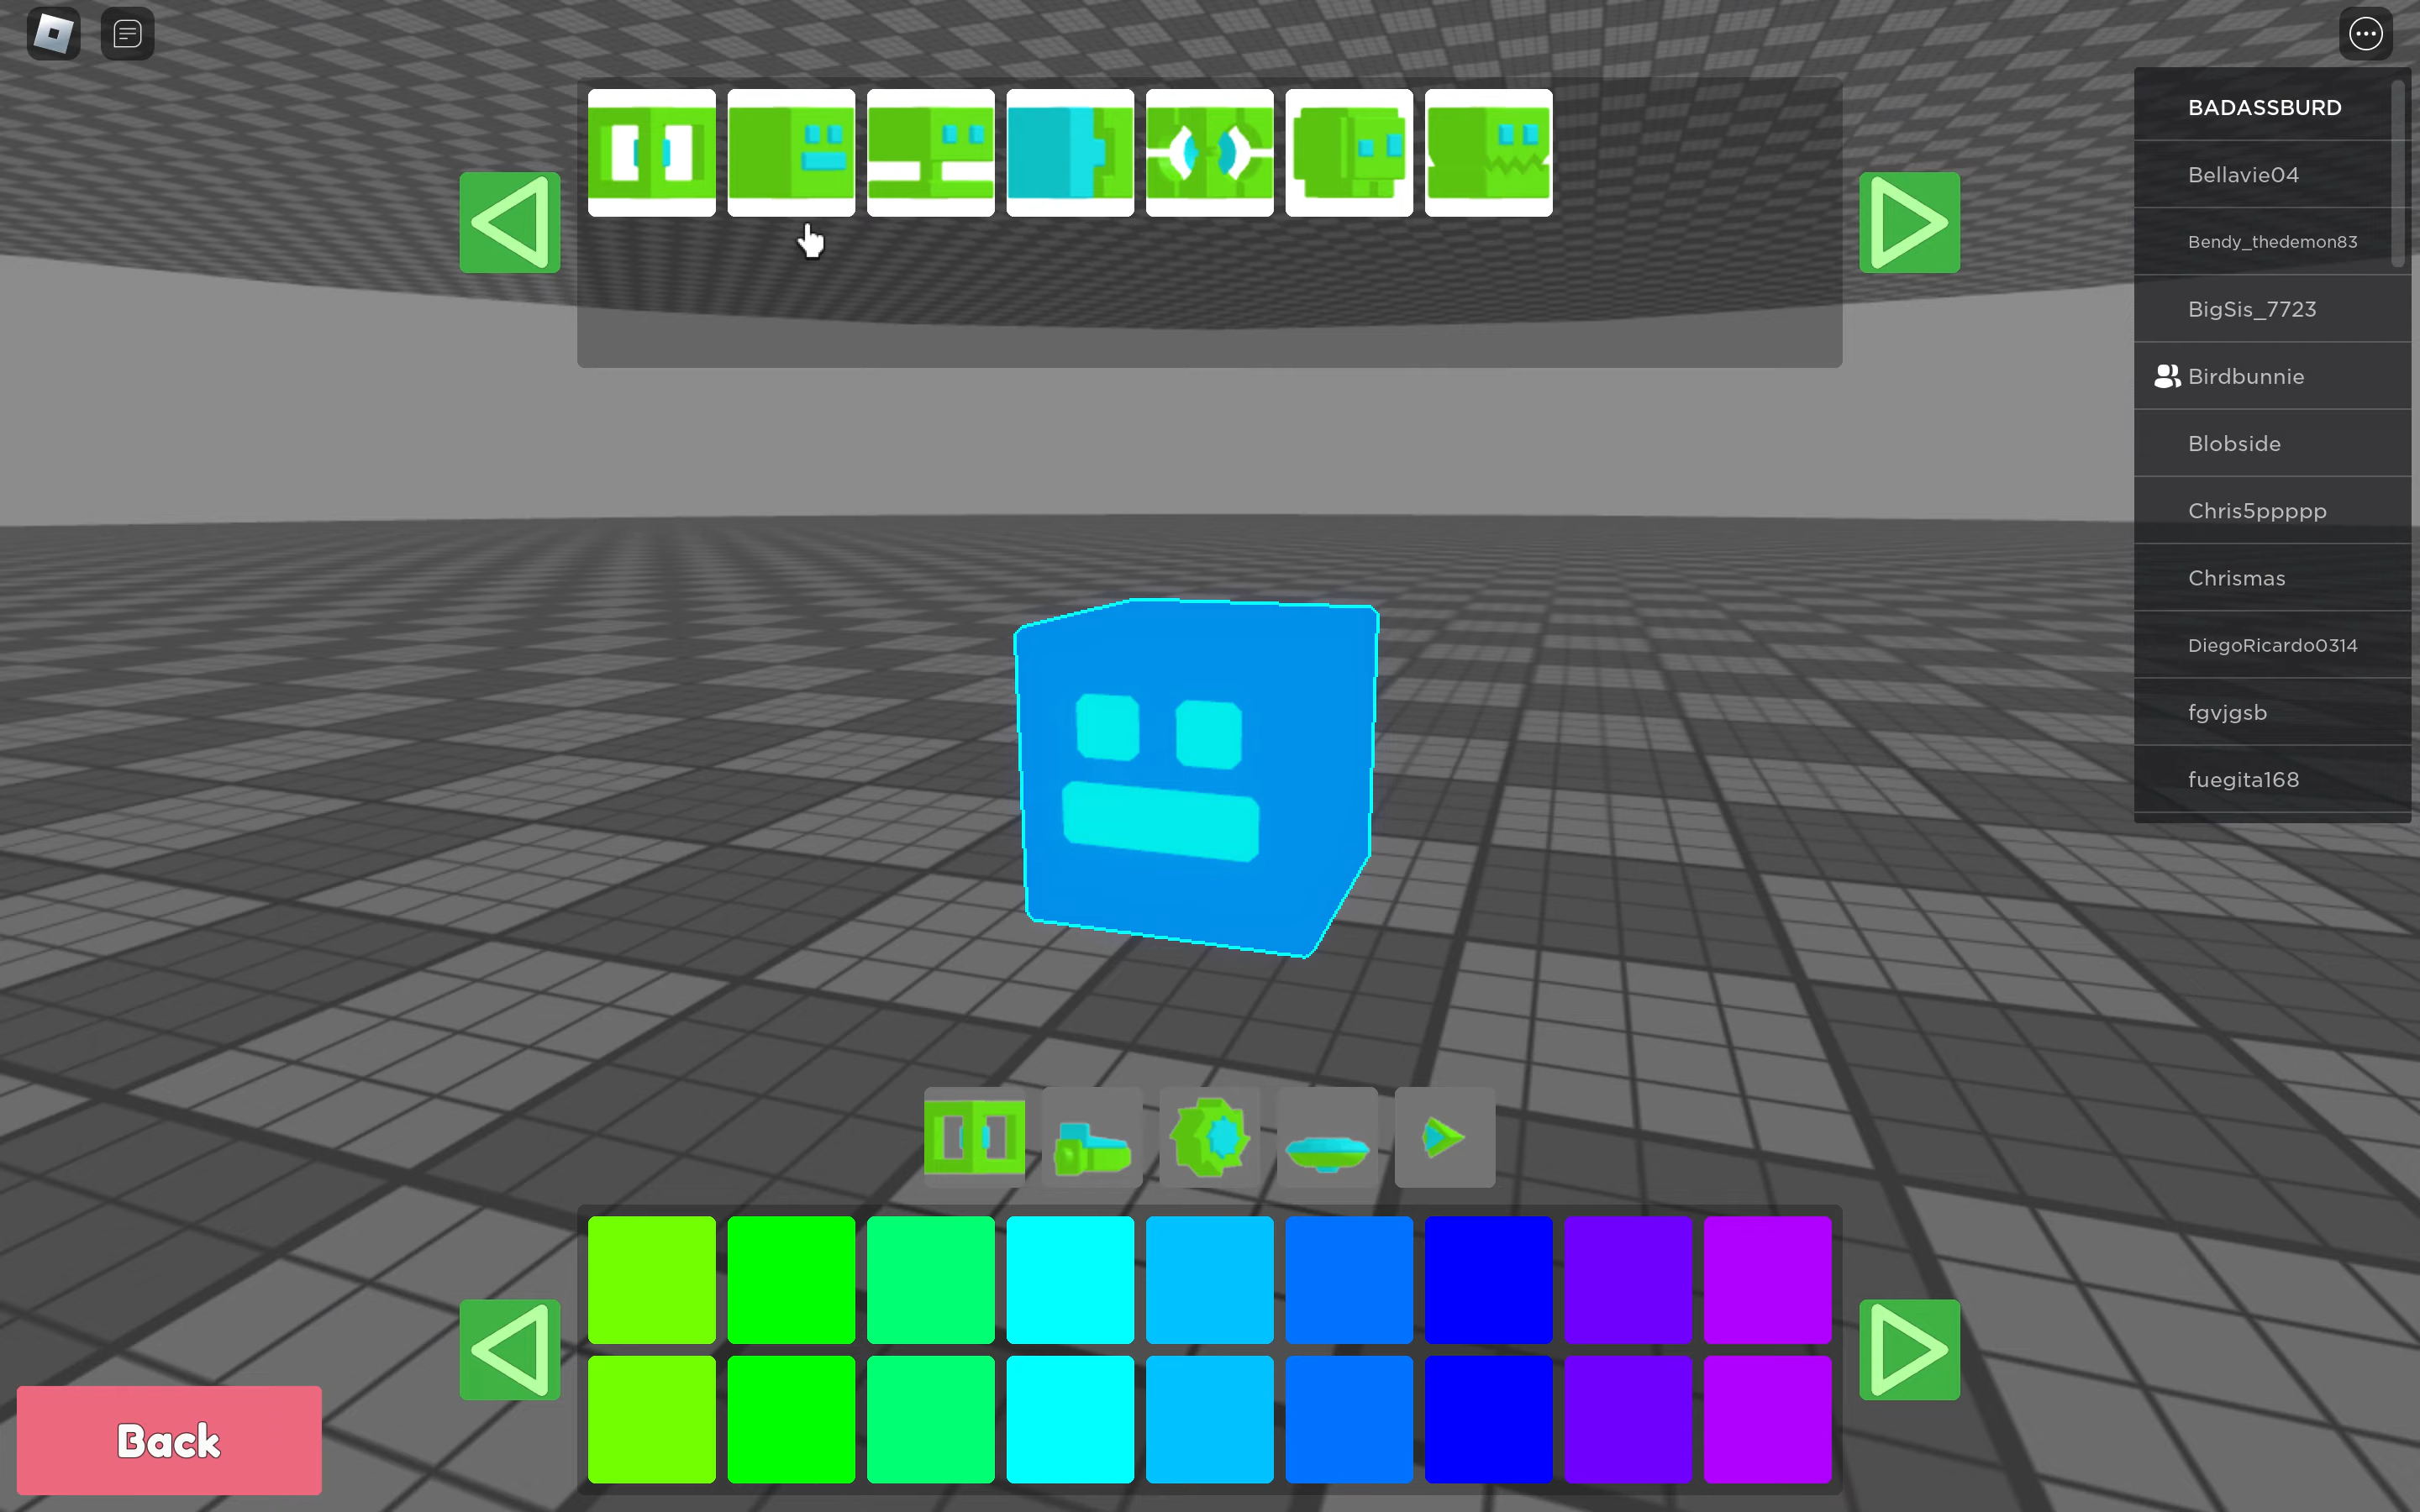 BADASSBURD
Bellavie04
Bendy_thedemon83
BigSis_7723
Birdbunnie
Blobside
Chris5ppppp
Chrismas
DiegoRicardo0314
fgvjgsb
fuegita168
Back